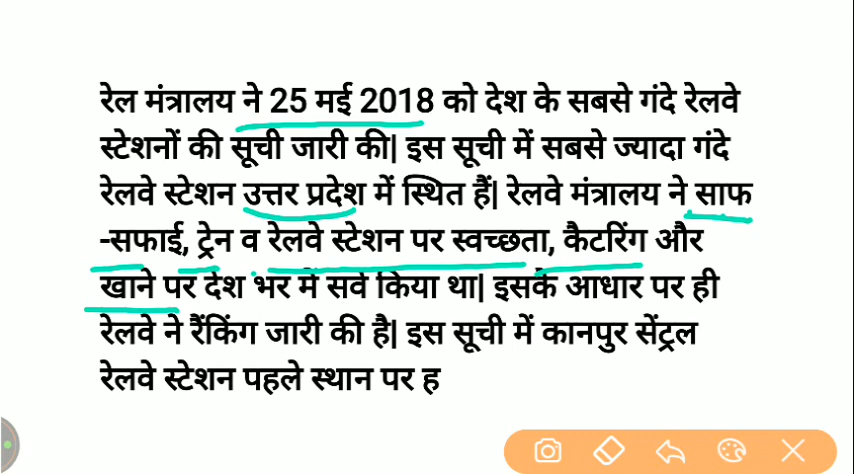 रेल मंत्रालय ने 25 मई 2018 को देश के सबसे गंदे रेलवे
स्टेशनों की सूची जारी की| इस सूची में सबसे ज्यादा गंदे
रेलवे स्टेशन उत्तर प्रदेश में स्थित हैं| रेलवे मंत्रालय ने साफ
-सफाई, ट्रेन व रेलवे स्टेशन पर स्वच्छता, कैटरिंग और
खाने पर देश भर में सर्वे किया था| इसके आधार पर ही
रेलवे ने रैंकिंग जारी की है| इस सूची में कानपुर सेंट्रल
रेलवे स्टेशन पहले स्थान पर ह